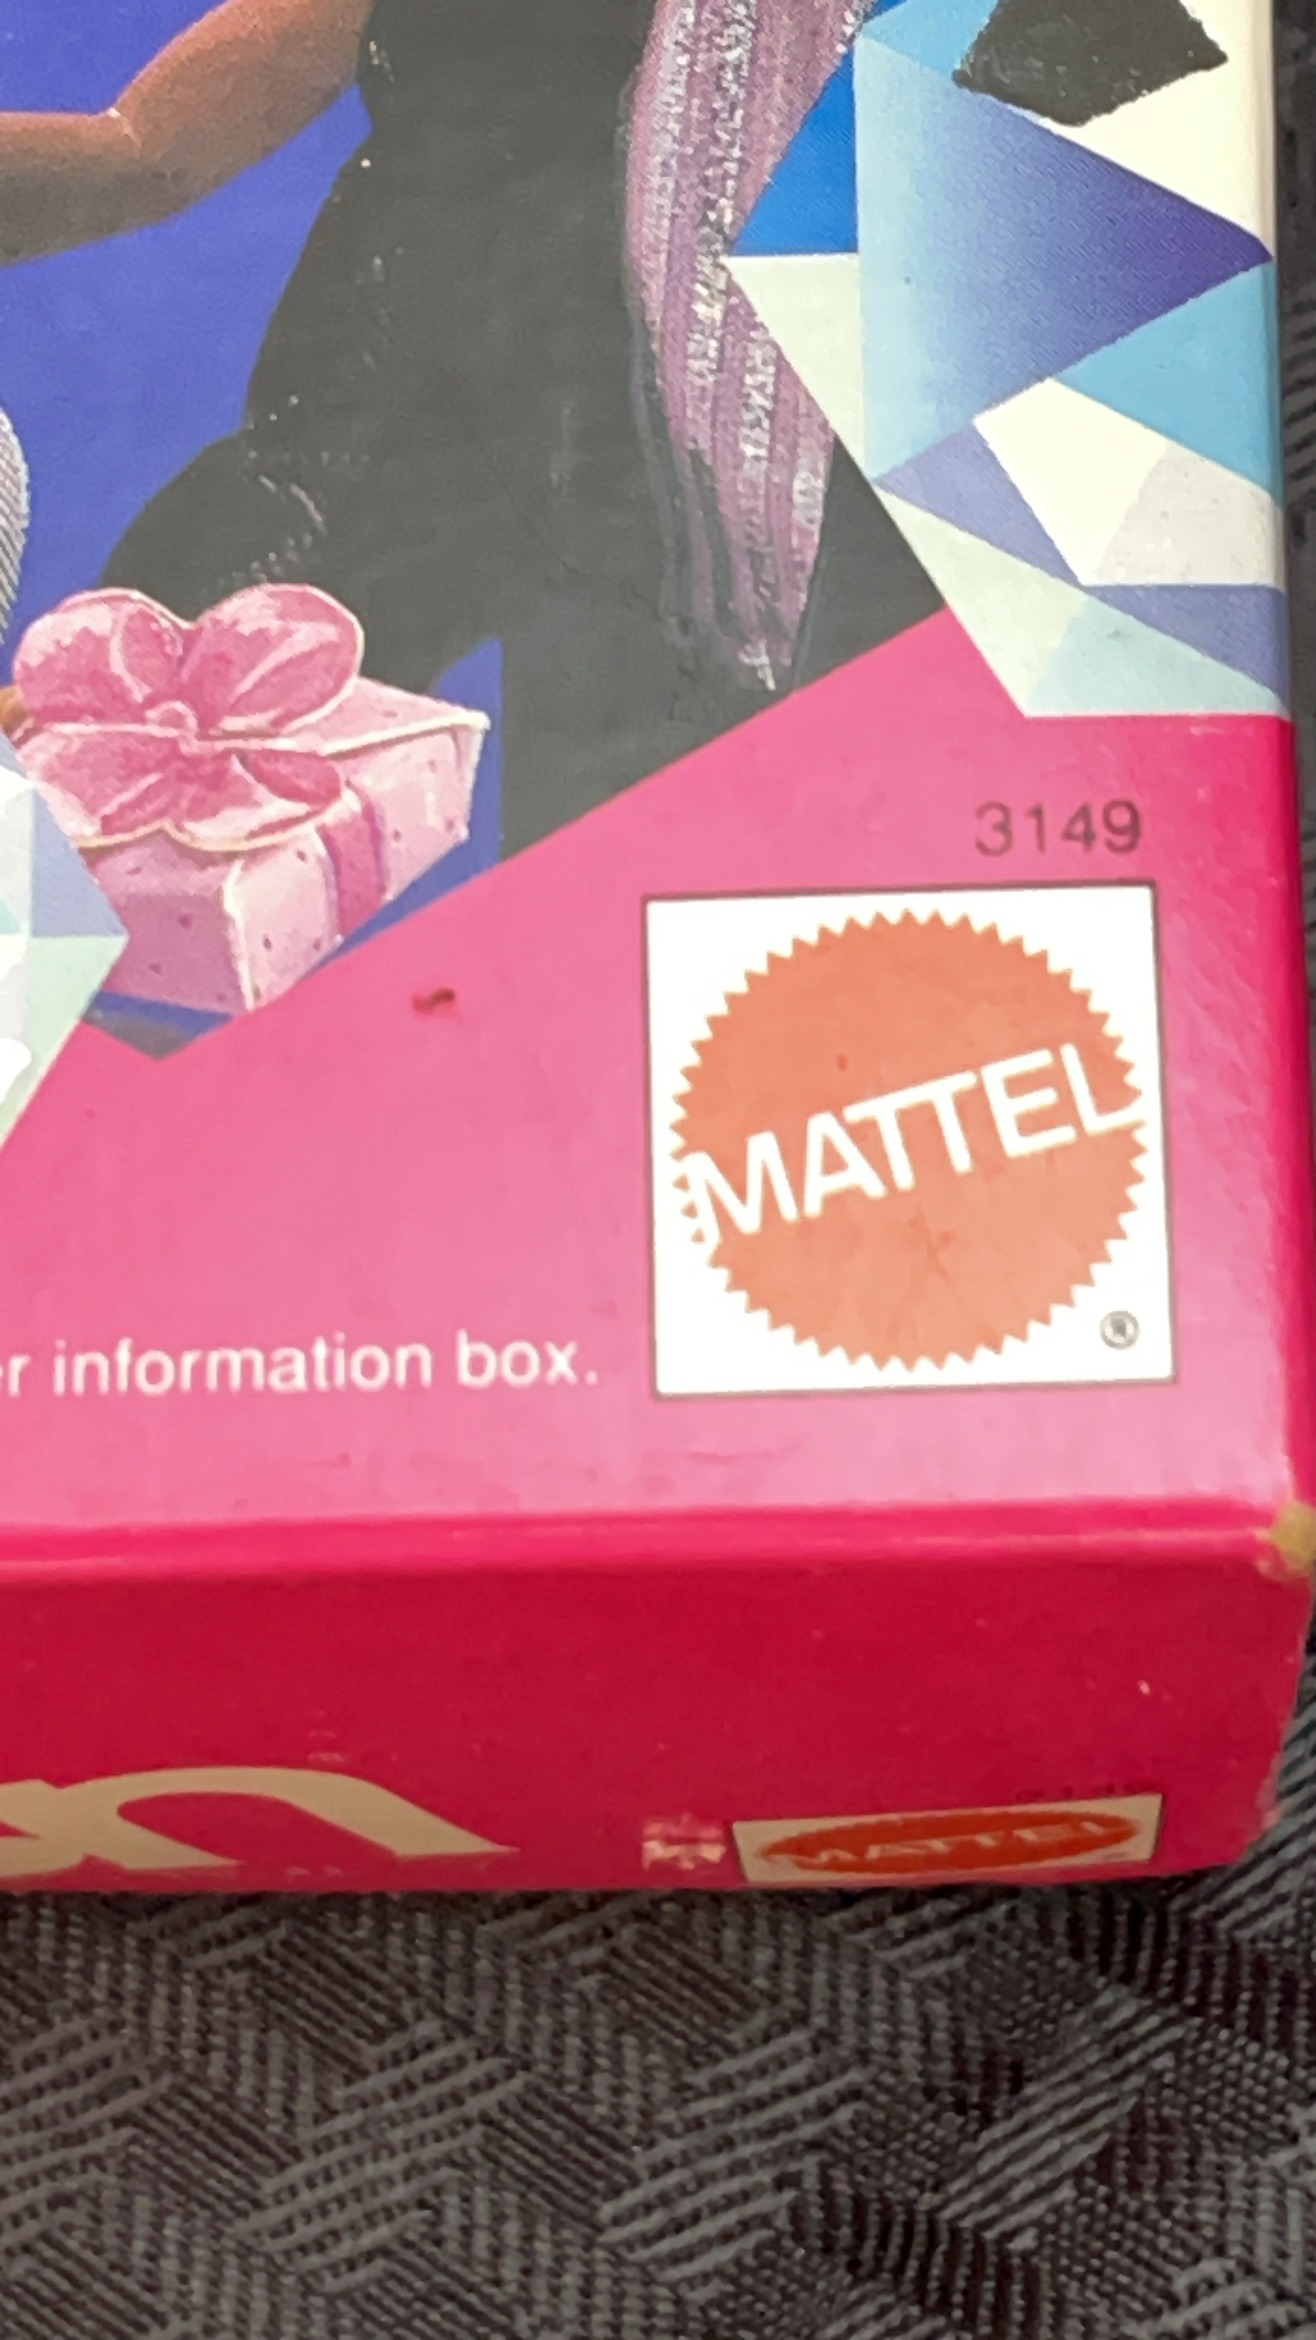 3149
MATTEL
®
r information box.
MATTEL